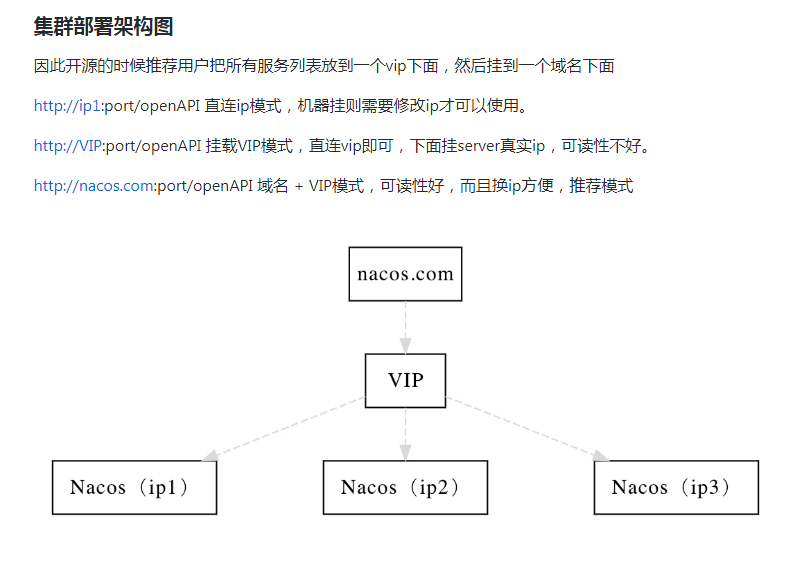 集群部署架构图
因此开源的时候推荐用户把所有服务列表放到一个vip下面，然后挂到一个域名下面
http://ip1:port/openAPI 直连ip模式，机器挂则需要修改ip才可以使用。
http://VIP:port/openAPI 挂载VIP模式，直连vip即可，下面挂server真实ip，可读性不好。
http://nacos.com:port/openAPI 域名 + VIP模式，可读性好，而且换ip方便，推荐模式
nacos.com
VIP
Nacos（ip1）
Nacos（ip2）
Nacos（ip3）